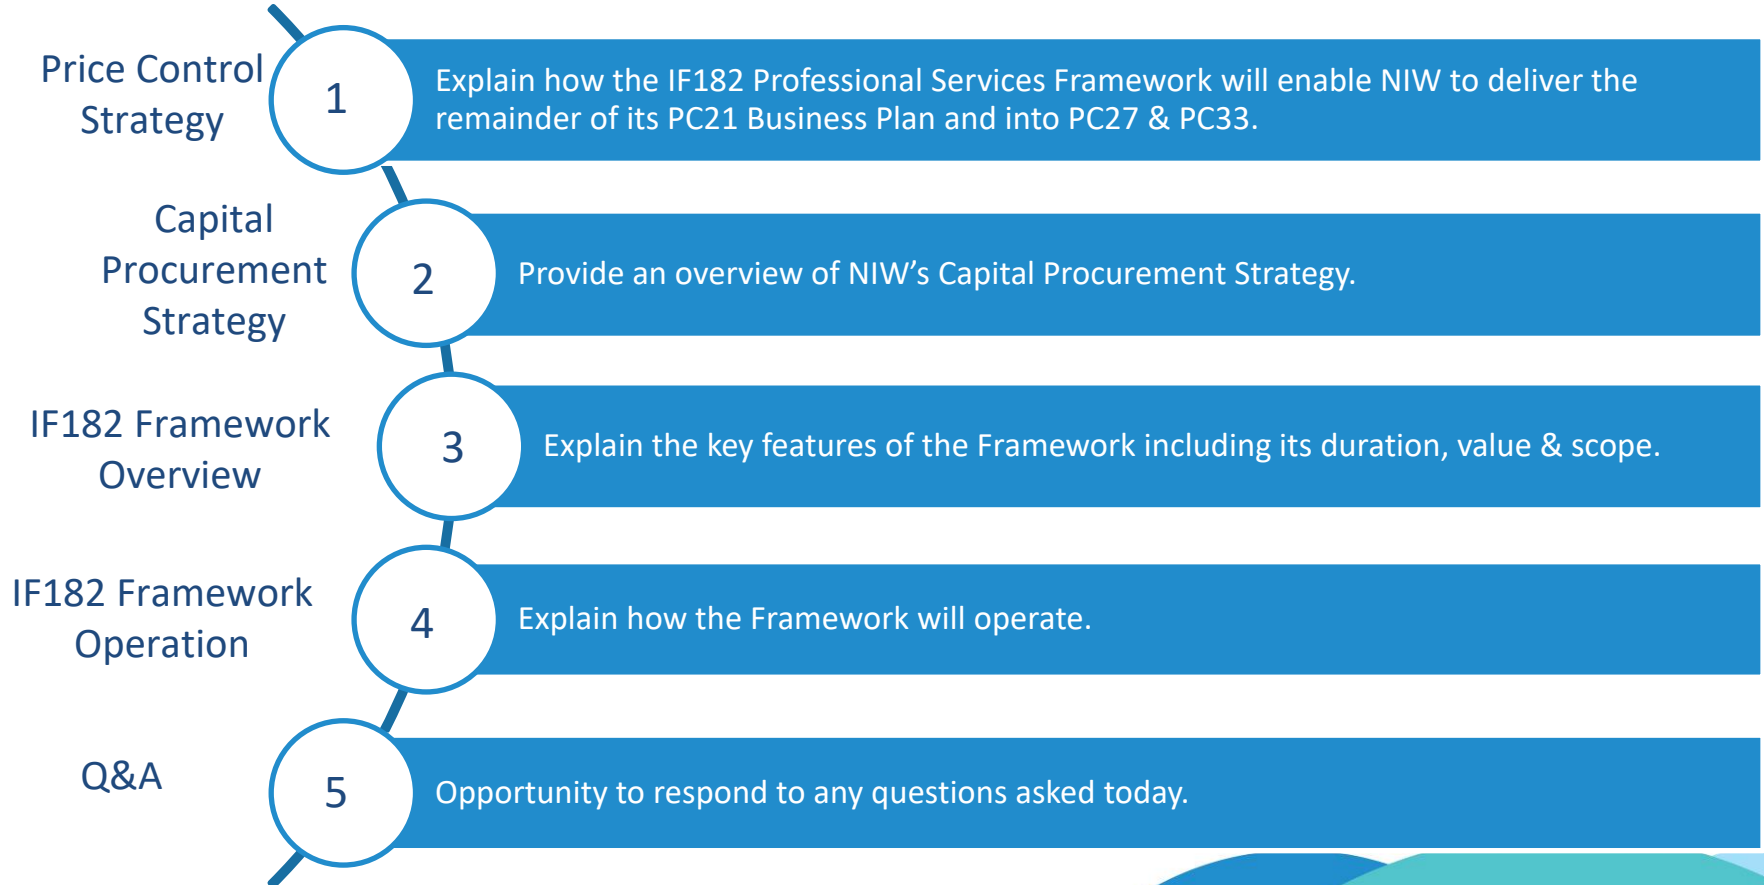 Price Control
Strategy
1
Explain how the IF182 Professional Services Framework will enable NIW to deliver the
remainder of its PC21 Business Plan and into PC27 & PC33.
Capital
Procurement
Strategy
2
Provide an overview of NIW’s Capital Procurement Strategy.
IF182 Framework
Overview
3
Explain the key features of the Framework including its duration, value & scope.
IF182 Framework
Operation
4
Explain how the Framework will operate.
Q&A
5
Opportunity to respond to any questions asked today.